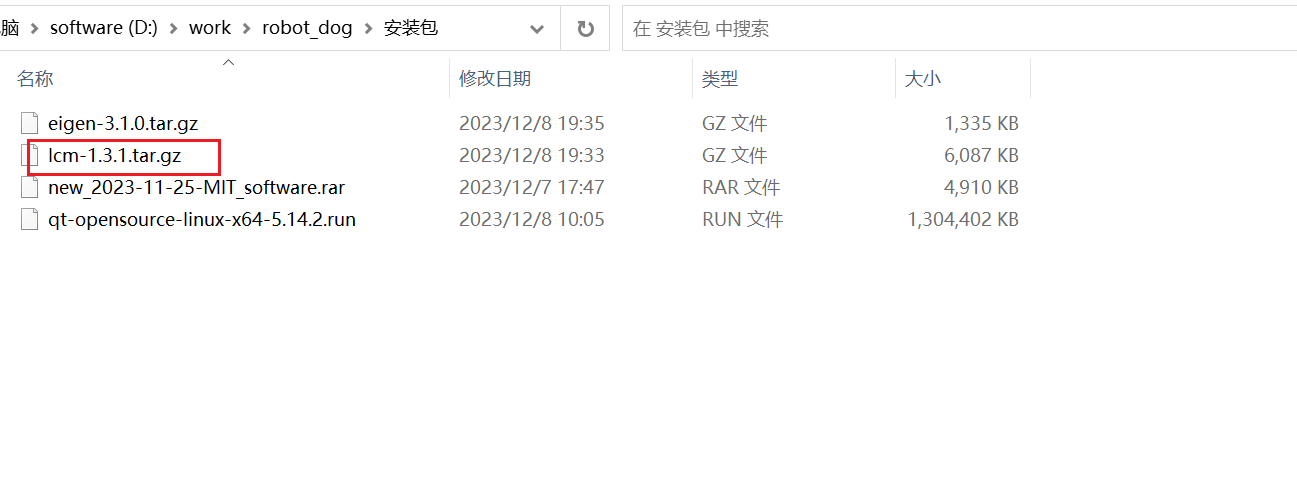 脑 software (D:) work robot_dog 安装包 在 安装包 中搜索
名称 修改日期 类型 大小
eigen-3.1.0.tar.gz 2023/12/8 19:35 GZ 文件 1,335 KB
lcm-1.3.1.tar.gz 2023/12/8 19:33 GZ 文件 6,087 KB
new_2023-11-25-MIT_software.rar 2023/12/7 17:47 RAR 文件 4,910 KB
qt-opensource-linux-x64-5.14.2.run 2023/12/8 10:05 RUN 文件 1,304,402 KB